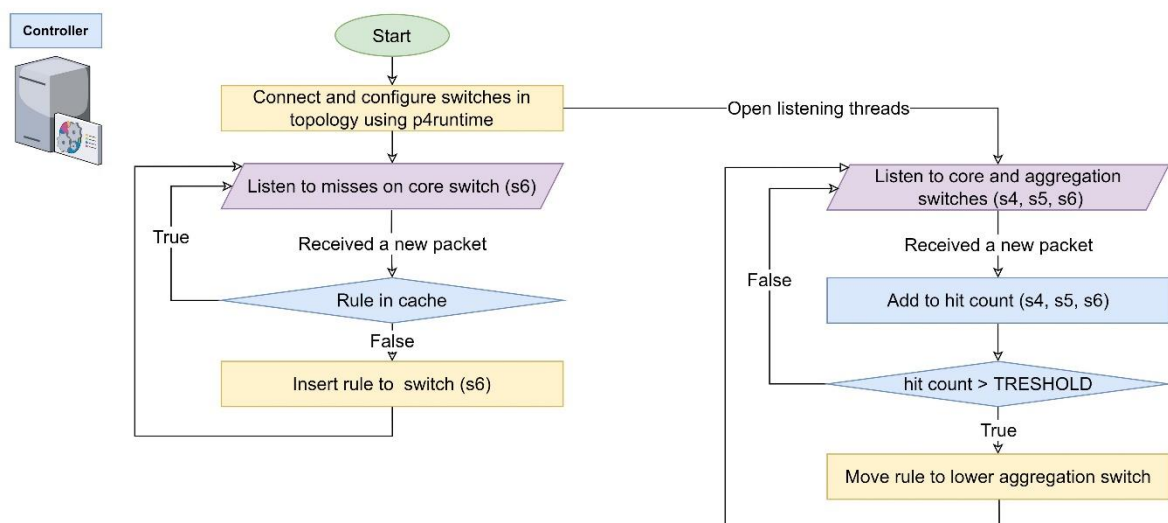 Controller
Start
Connect and configure switches in
topology using p4runtime
Open listening threads
Listen to misses on core switch (s6)
True
Received a new packet
Rule in cache
False
Insert rule to switch (s6)
Listen to core and aggregation
switches (s4, s5, s6)
Received a new packet
False
Add to hit count (s4, s5, s6)
hit count > TRESHOLD
True
Move rule to lower aggregation switch